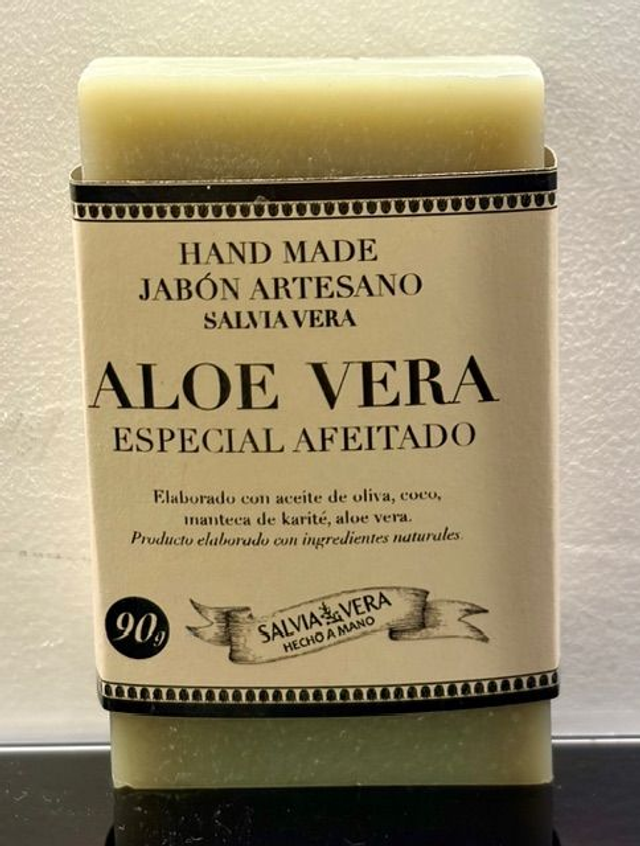 HAND MADE
JABÓN ARTESANO
SALVIA VERA
ALOE VERA
ESPECIAL AFEITADO
Elaborado con aceite de oliva, coco,
manteca de karité, aloe vera.
Producto elaborado con ingredientes naturales.
90g
SALVIA VERA
HECHO A MANO